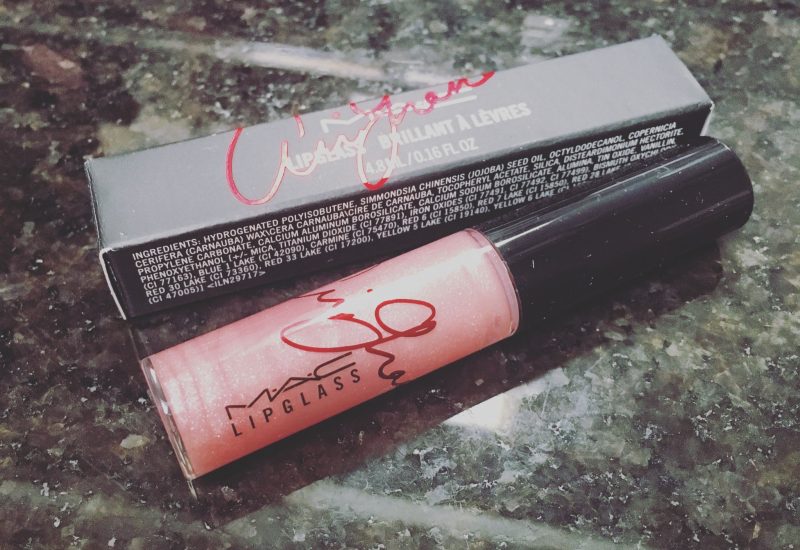 M·A·C
LIPGLASS BRILLANT À LÈVRES
4.8 mL/0.16 FL OZ
INGREDIENTS: HYDROGENATED POLYISOBUTENE, SIMMONDSIA CHINENSIS (JOJOBA) SEED OIL, OCTYLDODECANOL, COPERNICIA
CERIFERA (CARNAUBA) WAX\CERA CARNAUBA\CIRE DE CARNAUBA, TOCOPHERYL ACETATE, SILICA, DISTEARDIMONIUM HECTORITE,
PROPYLENE CARBONATE, CALCIUM ALUMINUM BOROSILICATE, CALCIUM SODIUM BOROSILICATE, ALUMINA, TIN OXIDE, VANILLIN,
PHENOXYETHANOL [+/- MICA, TITANIUM DIOXIDE (CI 77891), IRON OXIDES (CI 77491, CI 77492, CI 77499), BISMUTH
(CI 77163), BLUE 1 LAKE (CI 42090), CARMINE (CI 75470), RED 6 (CI 15850), RED 7 LAKE (CI 15850), RED 28 LAKE
RED 30 LAKE (CI 73360), RED 33 LAKE (CI 17200), YELLOW 5 LAKE (CI 19140), YELLOW 6 LAKE
(CI 47005)] <ILN29717>
M·A·C
LIPGLASS